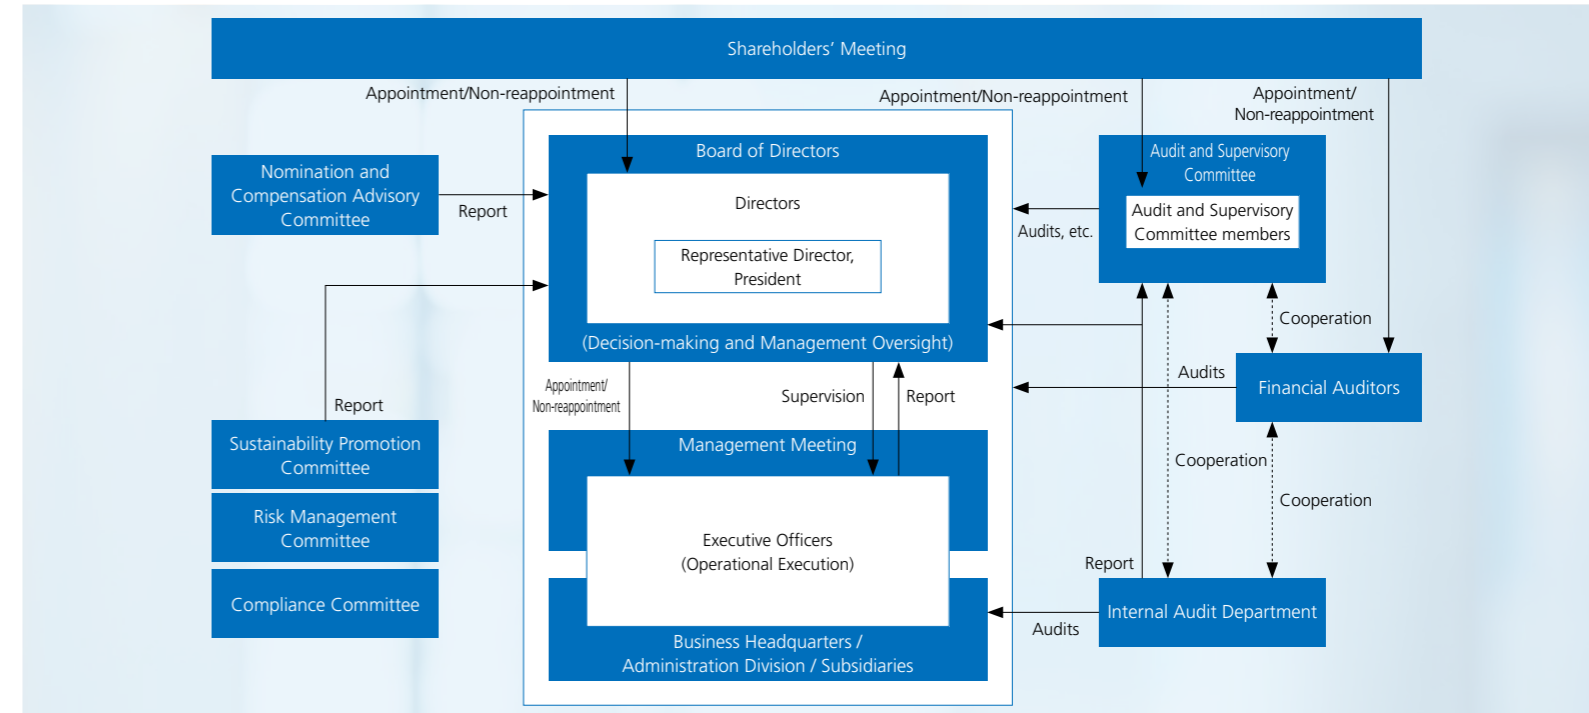 Shareholders’ Meeting
Appointment/Non-reappointment
Appointment/Non-reappointment
Appointment/
Non-reappointment
Nomination and
Compensation Advisory
Committee
Report
Board of Directors
Directors
Representative Director,
President
(Decision-making and Management Oversight)
Audit and Supervisory
Committee
Audit and Supervisory
Committee members
Audits, etc.
Cooperation
Audits
Financial Auditors
Appointment/
Non-reappointment
Supervision
Report
Report
Sustainability Promotion
Committee
Risk Management
Committee
Compliance Committee
Management Meeting
Executive Officers
(Operational Execution)
Business Headquarters /
Administration Division / Subsidiaries
Cooperation
Cooperation
Report
Internal Audit Department
Audits